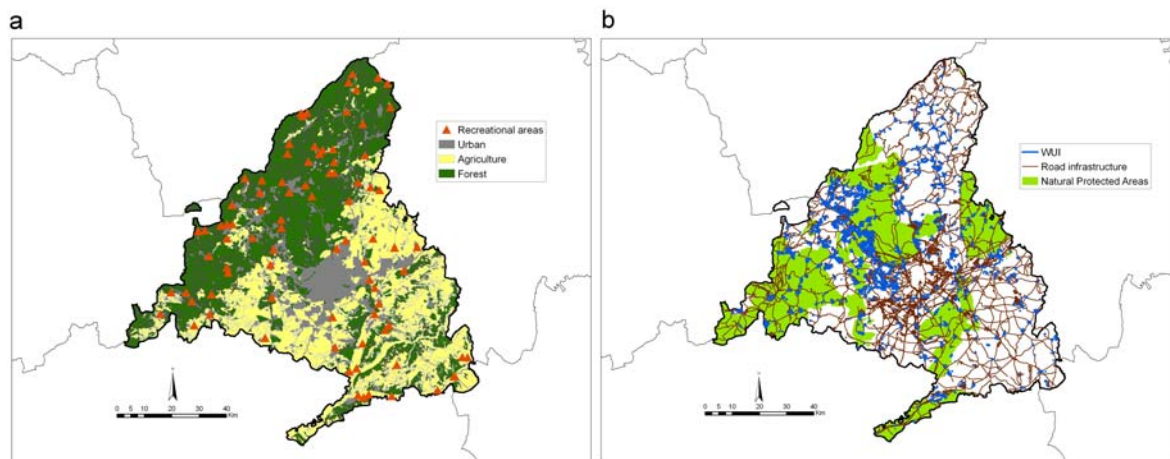 a
Recreational areas
Urban
Agriculture
Forest
0 5 10 20 30 40
Km
b
WUI
Road infrastructure
Natural Protected Areas
0 5 10 20 30 40
Km